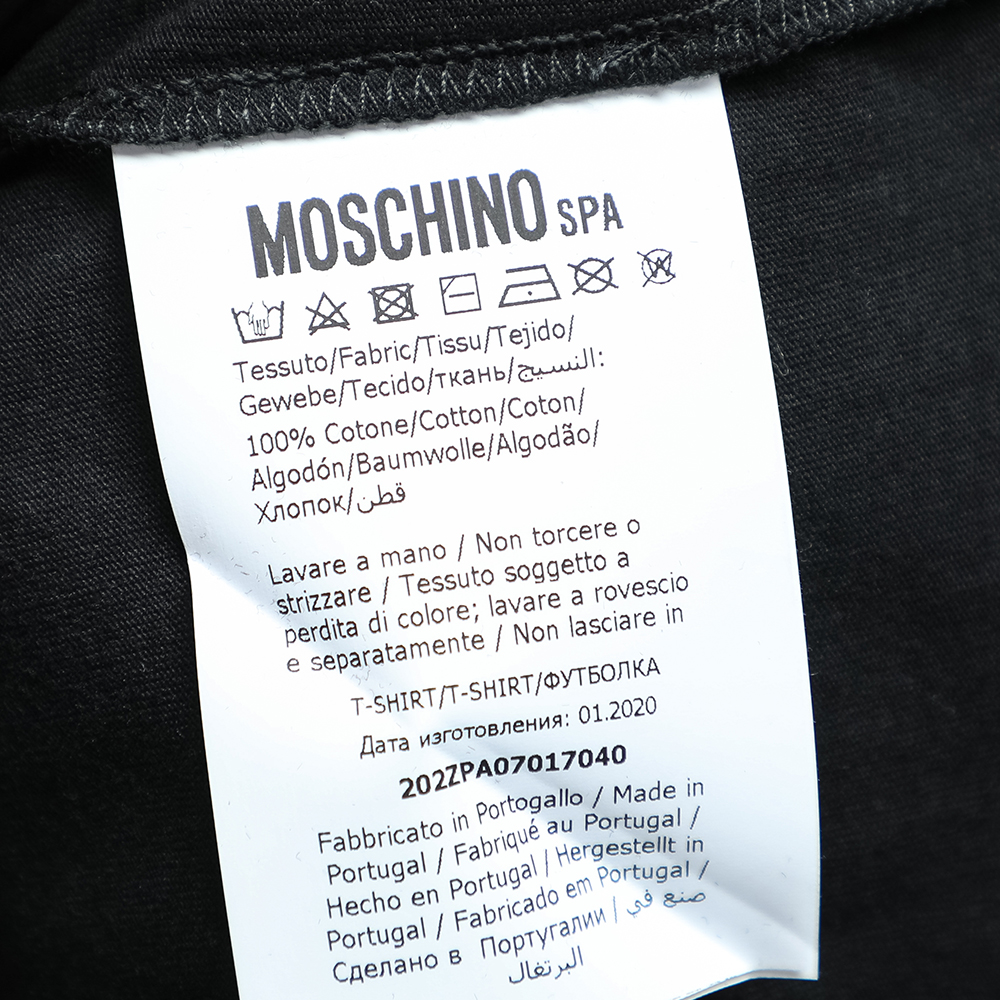 MOSCHINO SPA
Tessuto/Fabric/Tissu/Tejido/
Gewebe/Tecido/ткань/النسيج:
100% Cotone/Cotton/Coton/
Algodón/Baumwolle/Algodão/
Хлопок/قطن
Lavare a mano / Non torcere o
strizzare / Tessuto soggetto a
perdita di colore; lavare a rovescio
e separatamente / Non lasciare in
T-SHIRT/T-SHIRT/ФУТБОЛКА
Дата изготовления: 01.2020
202ZPA07017040
Fabbricato in Portogallo / Made in
Portugal / Fabriqué au Portugal /
Hecho en Portugal / Hergestellt in
Portugal / Fabricado em Portugal /
Сделано в Португалии / صنع في
البرتغال